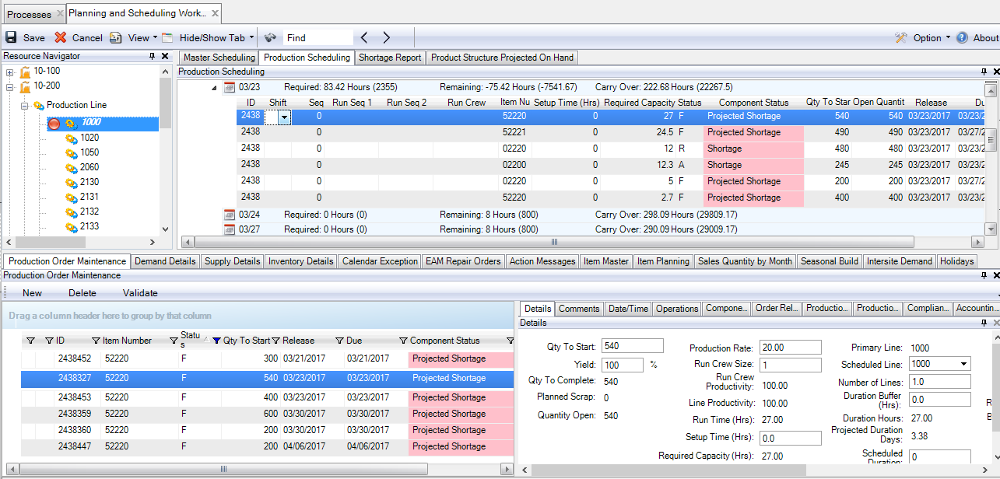 Processes
Planning and Scheduling Work...
Save Cancel View Hide/Show Tab Find Option About
Resource Navigator
10-100
10-200
Production Line
1000
1020
1050
2060
2130
2131
2132
2133
Master Scheduling Production Scheduling Shortage Report Product Structure Projected On Hand
Production Scheduling
03/23 Required: 83.42 Hours (2355) Remaining: -75.42 Hours (-7541.67) Carry Over: 222.68 Hours (22267.5)
ID Shift Seq Run Seq 1 Run Seq 2 Run Crew Item Nu Setup Time (Hrs) Required Capacity Status Component Status Qty To Star Open Quantit Release Du
2438 0 52220 0 27 F Projected Shortage 540 540 03/23/2017 03/23/2
2438 0 52221 0 24.5 F Projected Shortage 490 490 03/23/2017 03/27/2
2438 0 02220 0 12 R Shortage 480 480 03/23/2017 03/23/2
2438 0 02200 0 12.3 A Shortage 245 245 03/23/2017 03/23/2
2438 0 02220 0 5 F Projected Shortage 200 200 03/23/2017 03/27/2
2438 0 52220 0 2.7 F Projected Shortage 400 400 03/23/2017 03/23/2
03/24 Required: 0 Hours (0) Remaining: 8 Hours (800) Carry Over: 298.09 Hours (29809.17)
03/27 Required: 0 Hours (0) Remaining: 8 Hours (800) Carry Over: 290.09 Hours (29009.17)
Production Order Maintenance Demand Details Supply Details Inventory Details Calendar Exception EAM Repair Orders Action Messages Item Master Item Planning Sales Quantity by Month Seasonal Build Intersite Demand Holidays
Production Order Maintenance
New Delete Validate
Drag a column header here to group by that column
ID Item Number Statu s Qty To Start Release Due Component Status
2438452 52220 F 300 03/21/2017 03/21/2017 Projected Shortage
2438327 52220 F 540 03/23/2017 03/23/2017 Projected Shortage
2438453 52220 F 400 03/23/2017 03/23/2017 Projected Shortage
2438359 52220 F 600 03/30/2017 03/30/2017 Projected Shortage
2438360 52220 F 200 03/30/2017 03/30/2017 Projected Shortage
2438447 52220 F 200 04/06/2017 04/06/2017 Projected Shortage
Details Comments Date/Time Operations Compone... Order Rel... Productio... Productio... Complian... Accountin...
Details
Qty To Start: 540
Yield: 100 %
Qty To Complete: 540
Planned Scrap: 0
Quantity Open: 540
Production Rate: 20.00
Run Crew Size: 1
Run Crew
Productivity: 100.00
Line Productivity: 100.00
Run Time (Hrs): 27.00
Setup Time (Hrs): 0.0
Required Capacity (Hrs): 27.00
Primary Line: 1000
Scheduled Line: 1000
Number of Lines: 1.0
Duration Buffer
(Hrs): 0.0
Duration Hours: 27.00
Projected Duration
Days: 3.38
Scheduled
Duration: 0
R
B